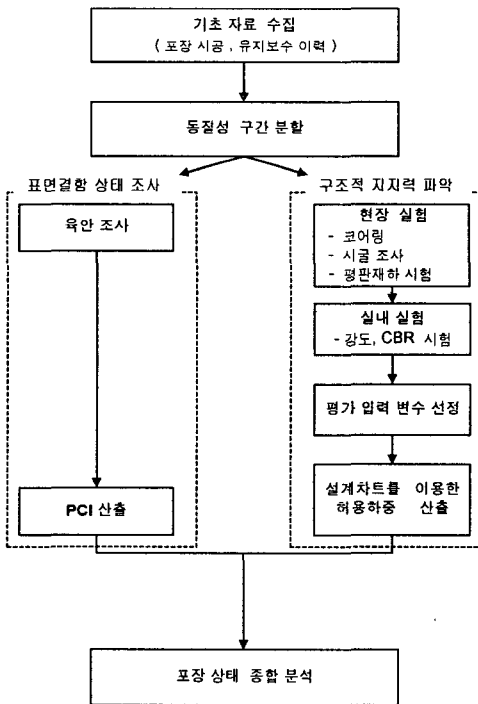 기초 자료 수집
( 포장 시공 , 유지보수 이력 )
동질성 구간 분할
표면결함 상태 조사
육안 조사
PCI 산출
구조적 지지력 파악
현장 실험
- 코어링
- 시굴 조사
- 평판재하 시험
실내 실험
- 강도, CBR 시험
평가 입력 변수 선정
설계차트를 이용한
허용하중 산출
포장 상태 종합 분석